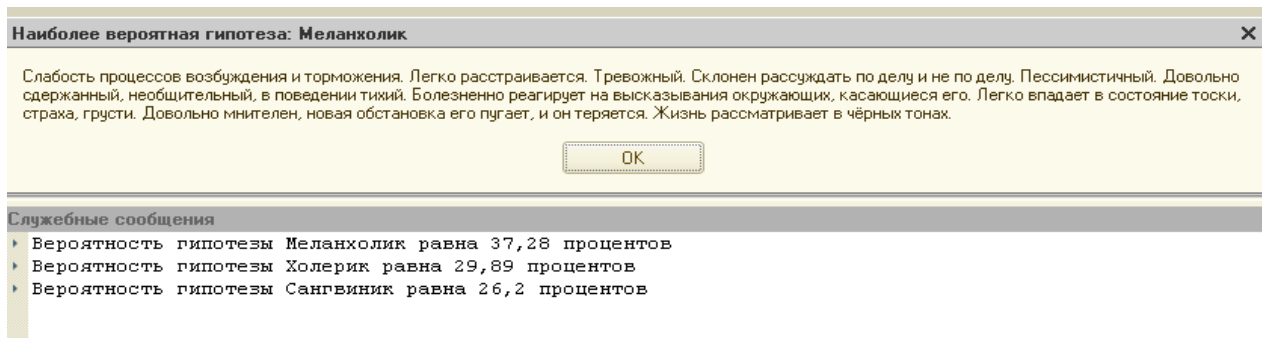 Наиболее вероятная гипотеза: Меланхолик
Слабость процессов возбуждения и торможения. Легко расстраивается. Тревожный. Склонен рассуждать по делу и не по делу. Пессимистичный. Довольно
сдержанный, необщительный, в поведении тихий. Болезненно реагирует на высказывания окружающих, касающиеся его. Легко впадает в состояние тоски,
страха, грусти. Довольно мнителен, новая обстановка его пугает, и он теряется. Жизнь рассматривает в чёрных тонах.
OK
Служебные сообщения
Вероятность гипотезы Меланхолик равна 37,28 процентов
Вероятность гипотезы Холерик равна 29,89 процентов
Вероятность гипотезы Сангвиник равна 26,2 процентов